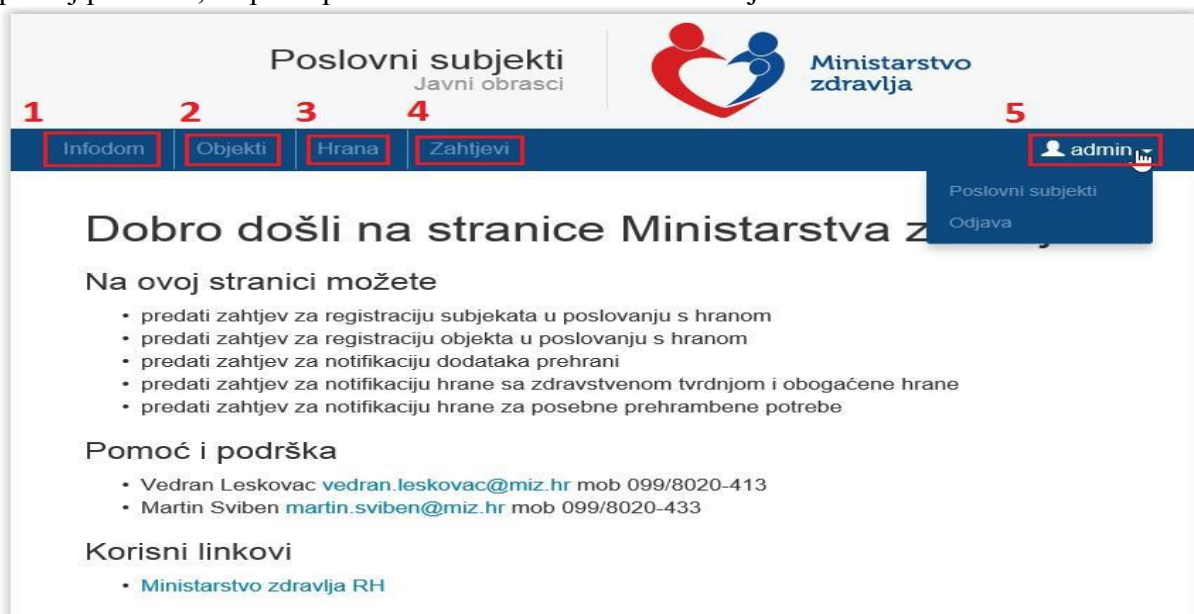 Poslovni subjekti
Javni obrasci
Ministarstvo
zdravlja
1 2 3 4 5
Infodom Objekti Hrana Zahtjevi admin
Poslovni subjekti
Odjava
Dobro došli na stranice Ministarstva
Na ovoj stranici možete
• predati zahtjev za registraciju subjekata u poslovanju s hranom
• predati zahtjev za registraciju objekta u poslovanju s hranom
• predati zahtjev za notifikaciju dodataka prehrani
• predati zahtjev za notifikaciju hrane sa zdravstvenom tvrdnjom i obogaćene hrane
• predati zahtjev za notifikaciju hrane za posebne prehrambene potrebe
Pomoć i podrška
• Vedran Leskovac vedran.leskovac@miz.hr mob 099/8020-413
• Martin Sviben martin.sviben@miz.hr mob 099/8020-433
Korisni linkovi
• Ministarstvo zdravlja RH